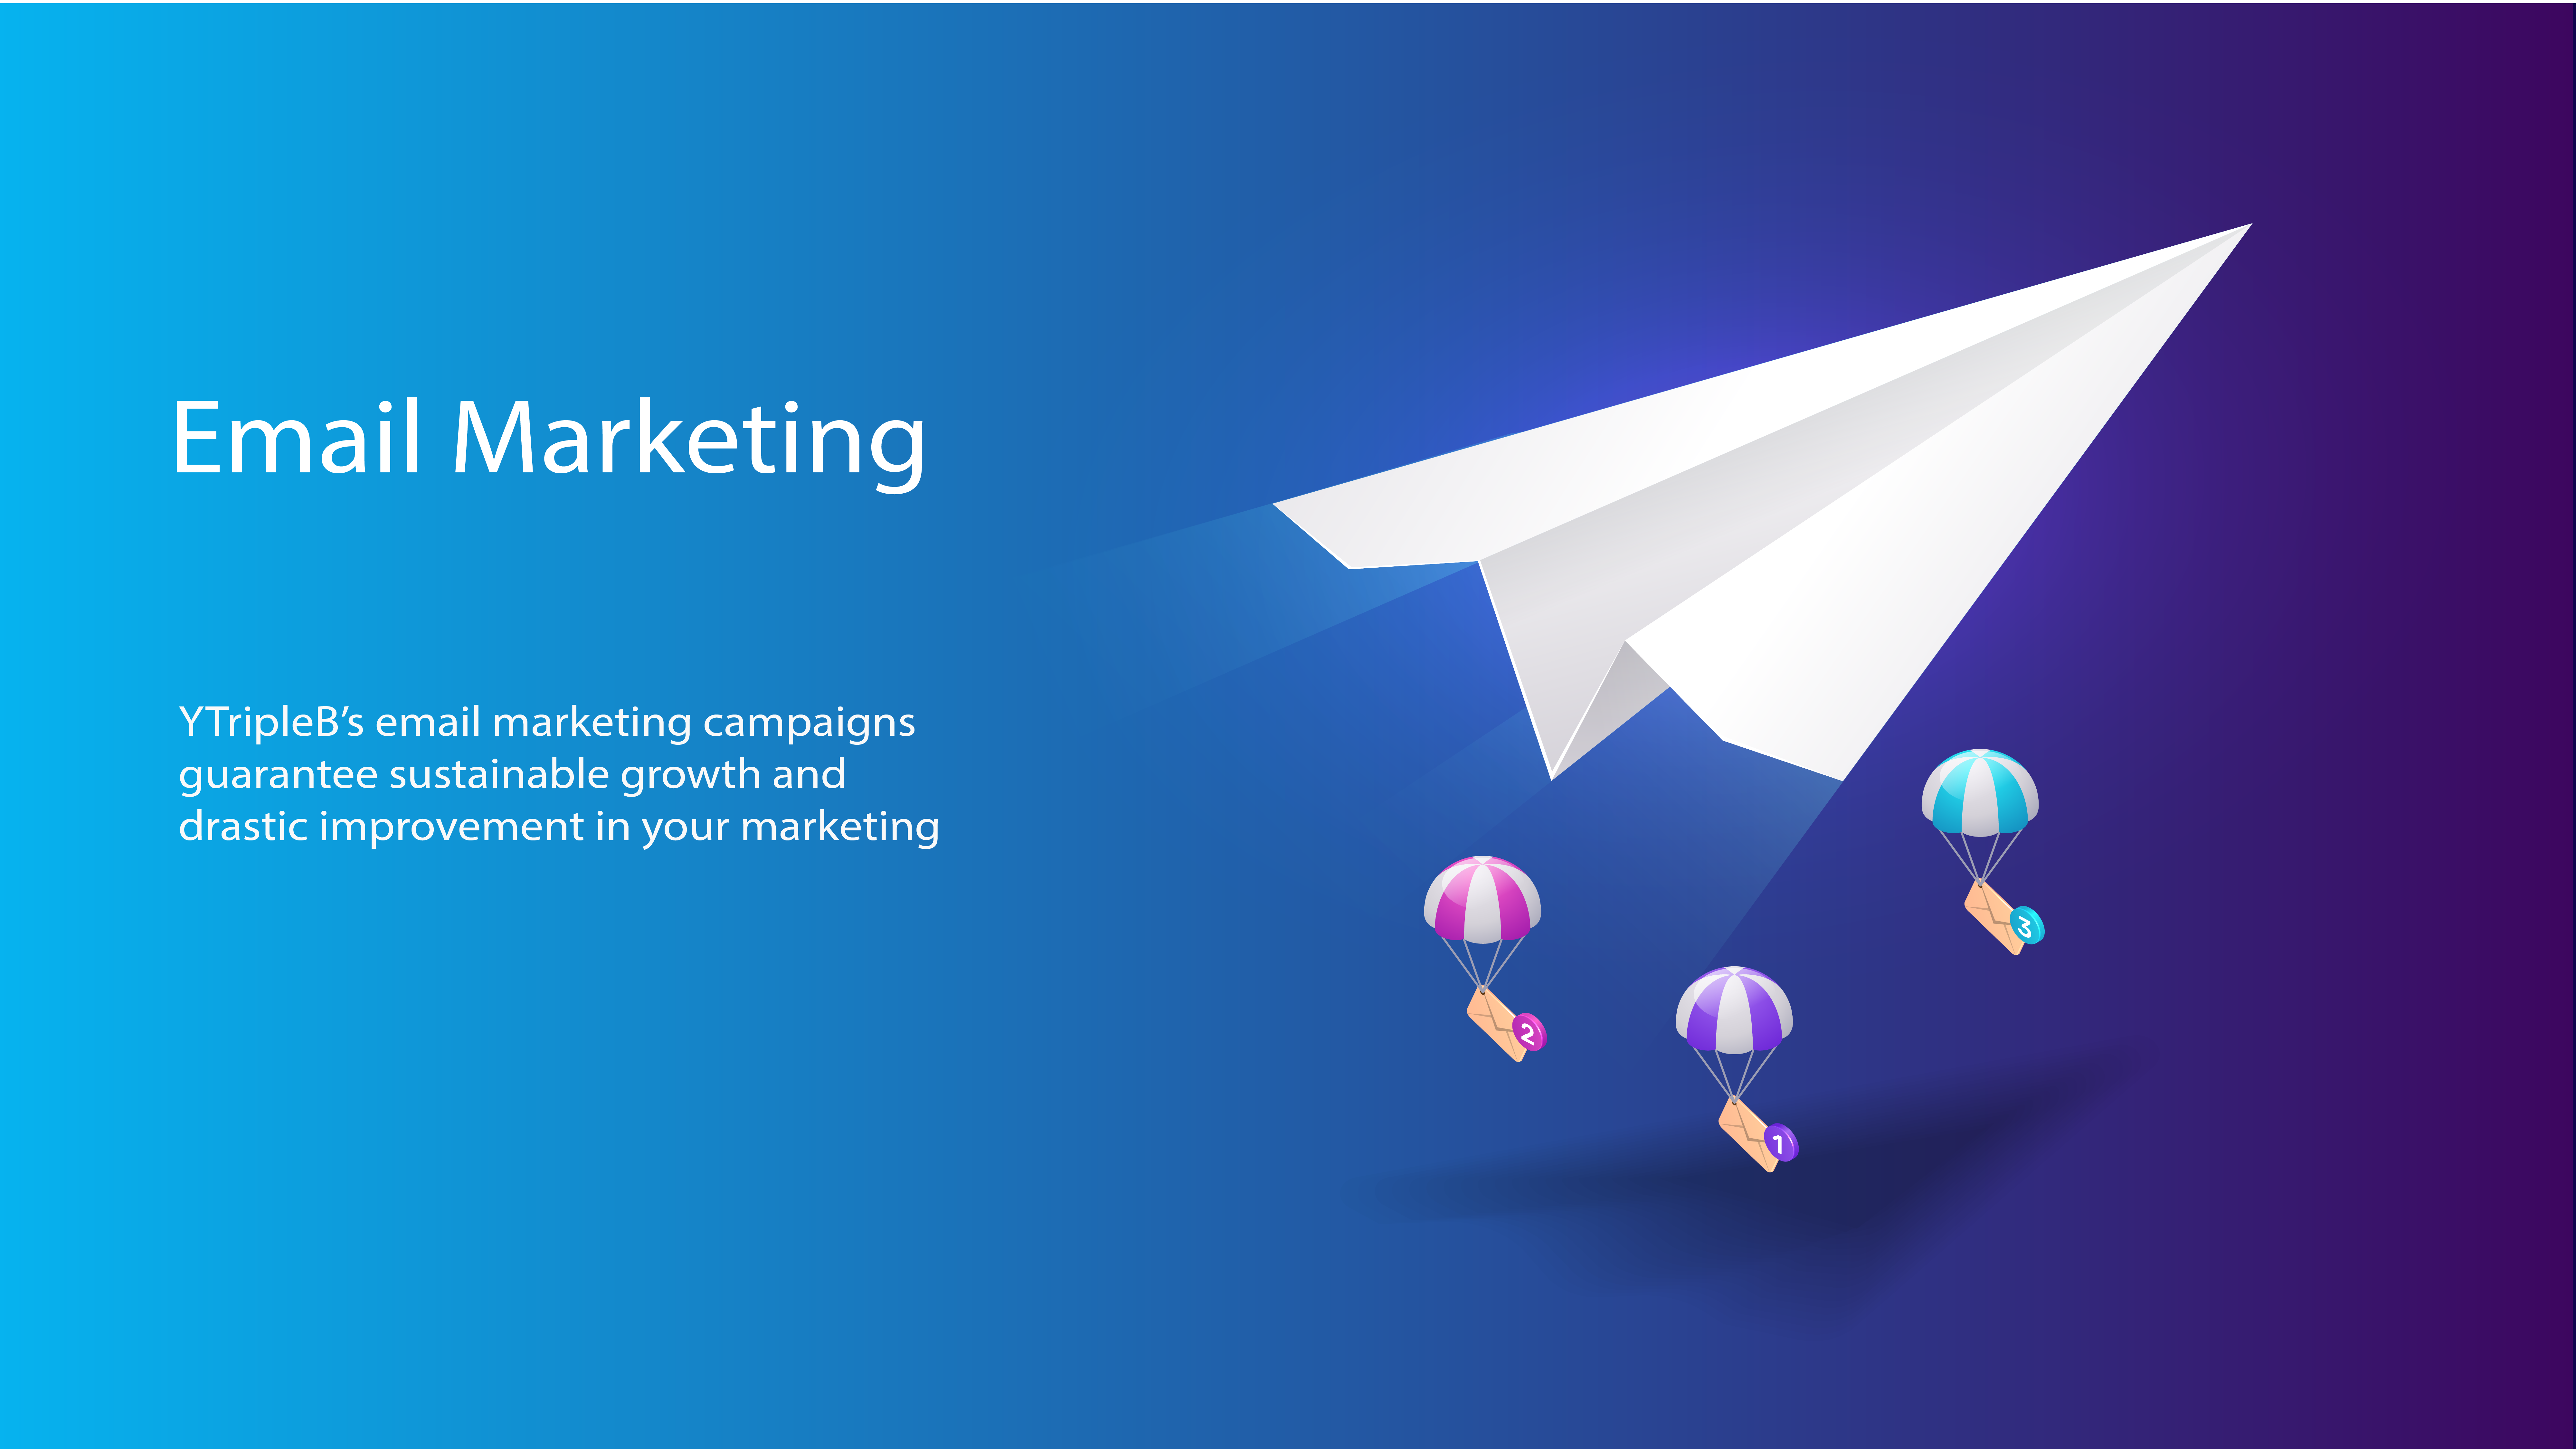 Email Marketing
YTripleB’s email marketing campaigns
guarantee sustainable growth and
drastic improvement in your marketing
3
2
1